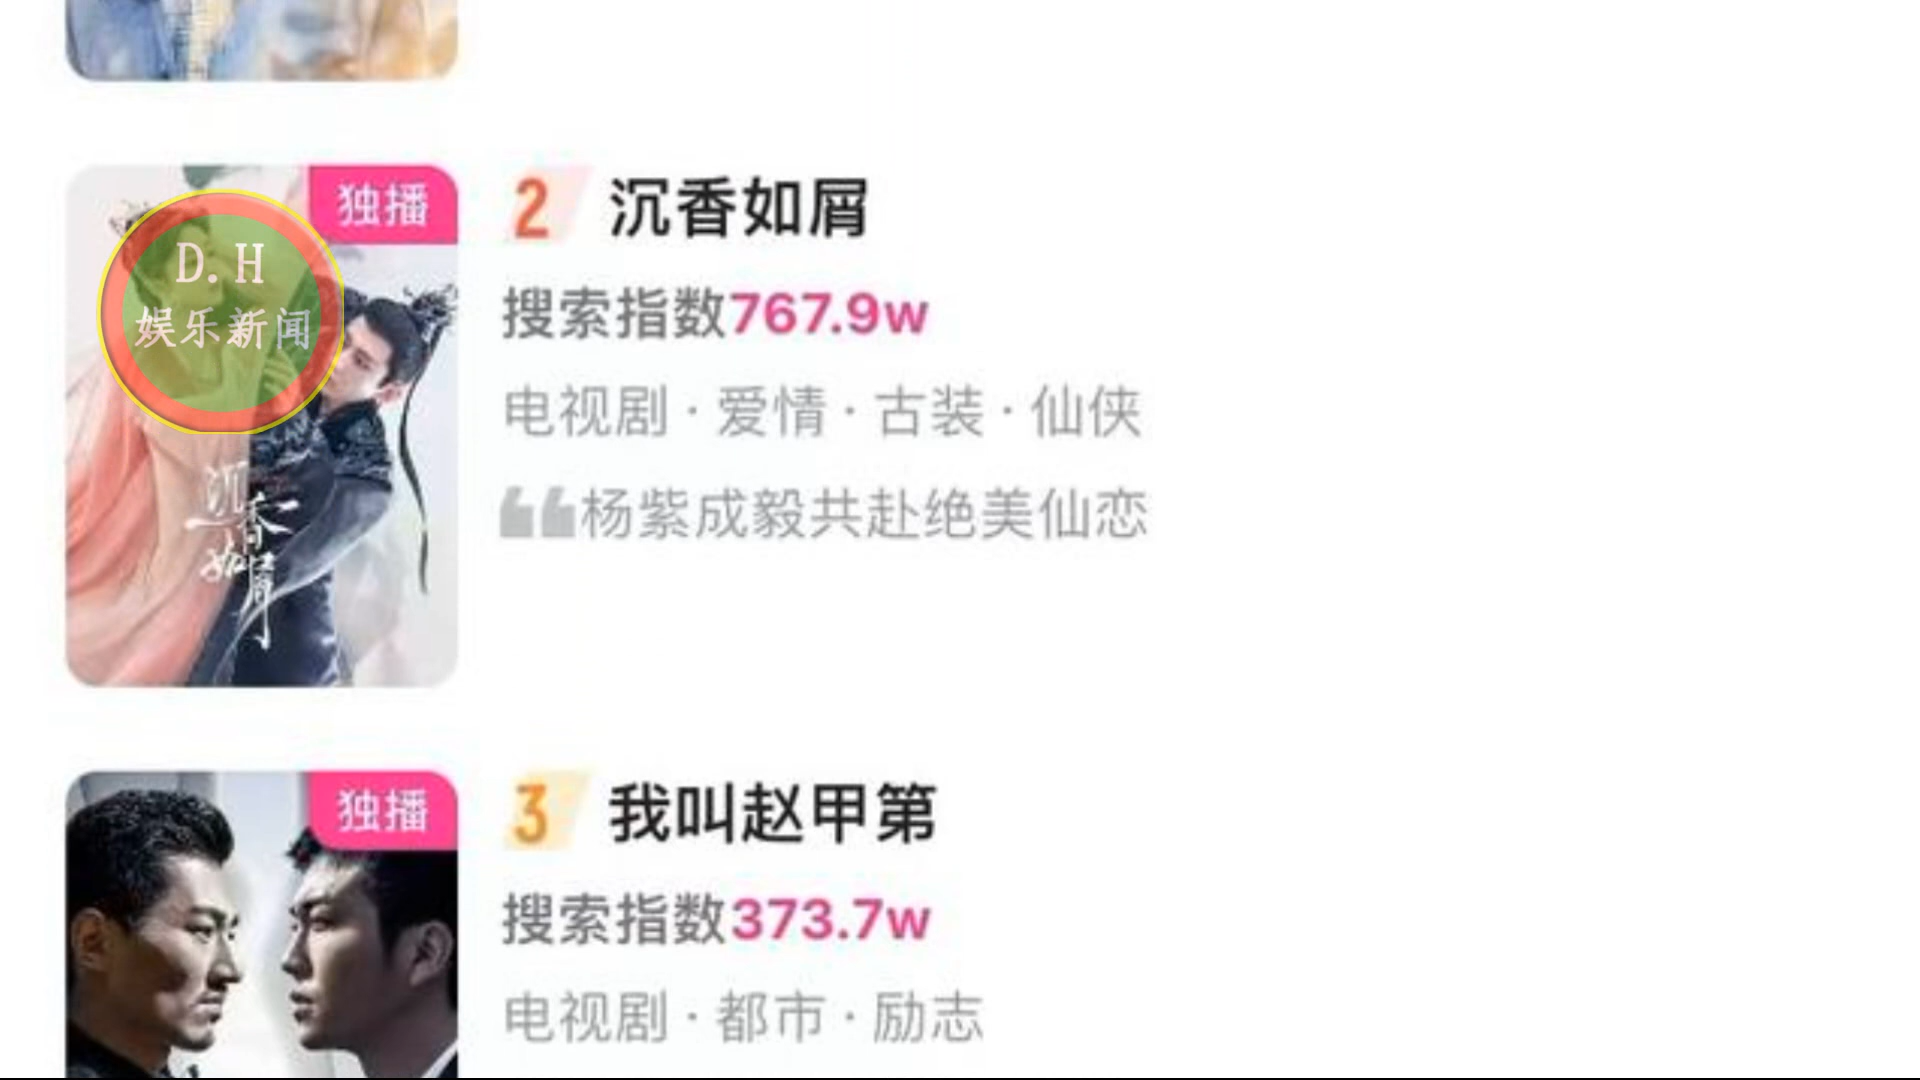 独播
D.H
娱乐新闻
沉香如屑
2 沉香如屑
搜索指数767.9w
电视剧·爱情·古装·仙侠
❝杨紫成毅共赴绝美仙恋
独播
3 我叫赵甲第
搜索指数373.7w
电视剧·都市·励志